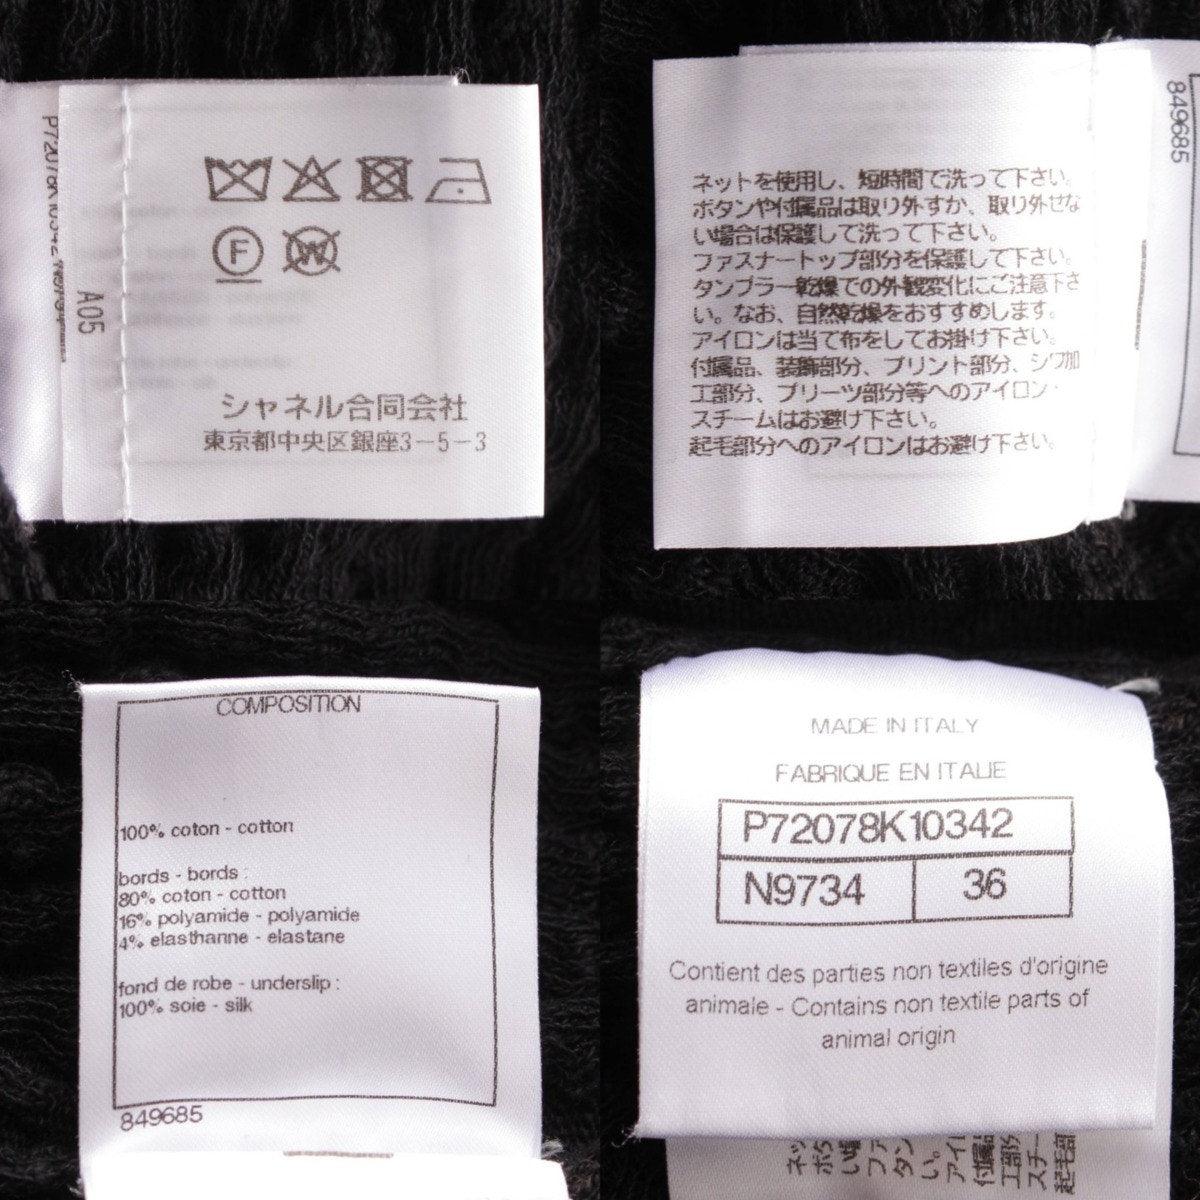 A05
F
W
シャネル合同会社
東京都中央区銀座3-5-3
849685
ネットを使用し、短時間で洗って下さい。
ボタンや付属品は取り外すか、取り外せな
い場合は保護して洗って下さい。
ファスナートップ部分を保護して下さい。
タンブラー乾燥での外観変化にご注意下さ
い。なお、自然乾燥をおすすめします。
アイロンは当て布をしてお掛け下さい。
付属品、装飾部分、プリント部分、シワ加
工部分、プリーツ部分等へのアイロン・
スチームはお避け下さい。
起毛部分へのアイロンはお避け下さい。
COMPOSITION
100% coton - cotton
bords - bords :
80% coton - cotton
16% polyamide - polyamide
4% elasthanne - elastane
fond de robe - underslip :
100% soie - silk
849685
MADE IN ITALY
FABRIQUE EN ITALIE
P72078K10342
N9734 36
Contient des parties non textiles d'origine
animale - Contains non textile parts of
animal origin